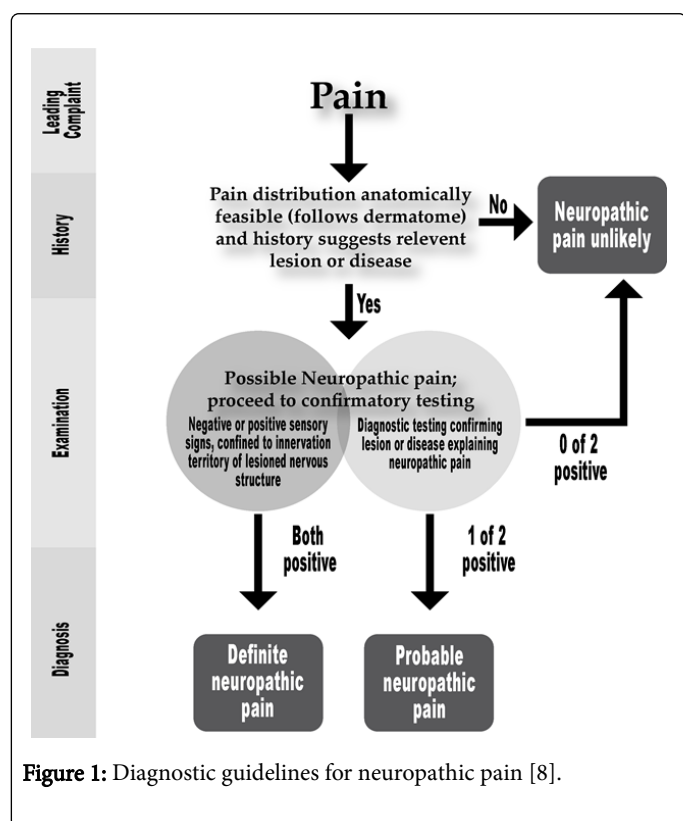 Leading
Complaint
Pain
History
Pain distribution anatomically
feasible (follows dermatome)
and history suggests relevent
lesion or disease
No
Neuropathic
pain unlikely
Yes
Examination
Possible Neuropathic pain;
proceed to confirmatory testing
Negative or positive sensory
signs, confined to innervation
territory of lesioned nervous
structure
Diagnostic testing confirming
lesion or disease explaining
neuropathic pain
0 of 2
positive
Both
positive
1 of 2
positive
Diagnosis
Definite
neuropathic
pain
Probable
neuropathic
pain
Figure 1: Diagnostic guidelines for neuropathic pain [8].